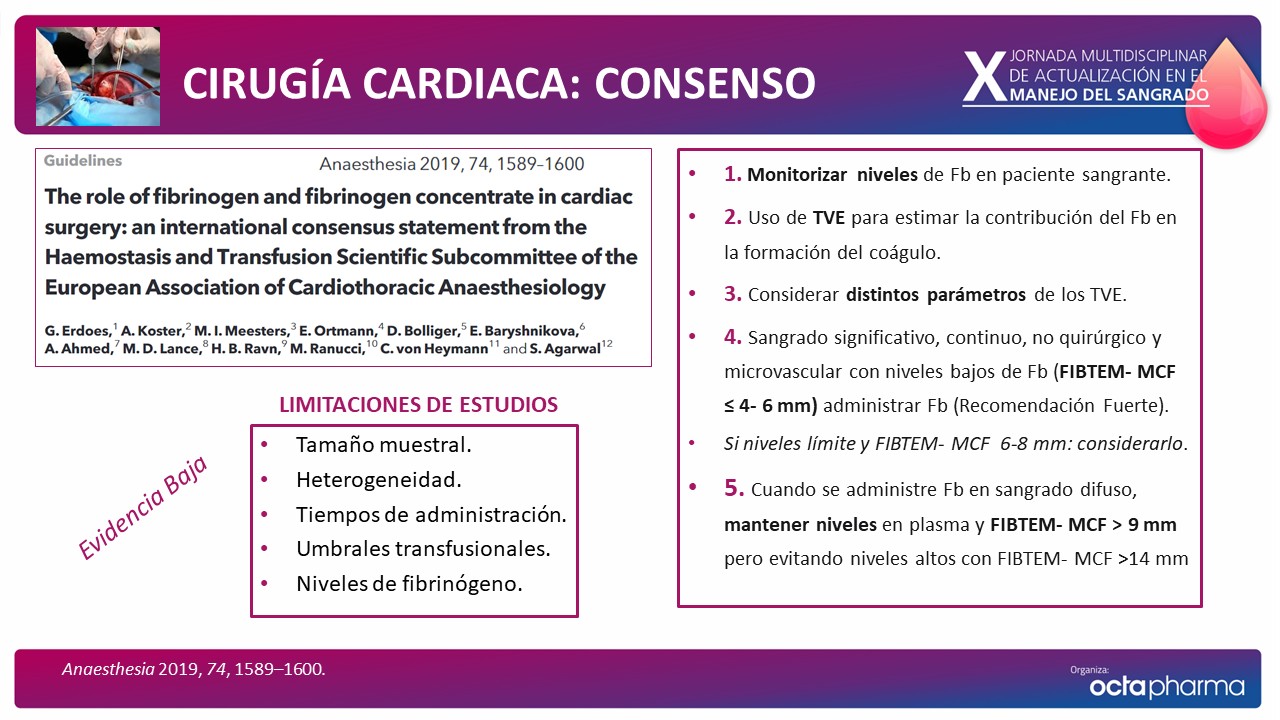 CIRUGÍA CARDIACA: CONSENSO
X JORNADA MULTIDISCIPLINAR
DE ACTUALIZACIÓN EN EL
MANEJO DEL SANGRADO
Guidelines
Anaesthesia 2019, 74, 1589–1600
The role of fibrinogen and fibrinogen concentrate in cardiac
surgery: an international consensus statement from the
Haemostasis and Transfusion Scientific Subcommittee of the
European Association of Cardiothoracic Anaesthesiology
G. Erdoes,1 A. Koster,2 M. I. Meesters,3 E. Ortmann,4 D. Bolliger,5 E. Baryshnikova,6
A. Ahmed,7 M. D. Lance,8 H. B. Ravn,9 M. Ranucci,10 C. von Heymann11 and S. Agarwal12
LIMITACIONES DE ESTUDIOS
Evidencia Baja
• Tamaño muestral.
• Heterogeneidad.
• Tiempos de administración.
• Umbrales transfusionales.
• Niveles de fibrinógeno.
• 1. Monitorizar niveles de Fb en paciente sangrante.
• 2. Uso de TVE para estimar la contribución del Fb en
la formación del coágulo.
• 3. Considerar distintos parámetros de los TVE.
• 4. Sangrado significativo, continuo, no quirúrgico y
microvascular con niveles bajos de Fb (FIBTEM- MCF
≤ 4- 6 mm) administrar Fb (Recomendación Fuerte).
• Si niveles límite y FIBTEM- MCF 6-8 mm: considerarlo.
• 5. Cuando se administre Fb en sangrado difuso,
mantener niveles en plasma y FIBTEM- MCF > 9 mm
pero evitando niveles altos con FIBTEM- MCF >14 mm
Anaesthesia 2019, 74, 1589–1600.
Organiza:
octapharma